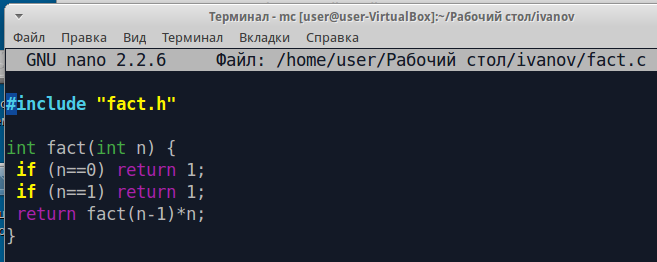 Терминал - mc [user@user-VirtualBox]:~/Рабочий стол/ivanov
Файл Правка Вид Терминал Вкладки Справка
GNU nano 2.2.6 Файл: /home/user/Рабочий стол/ivanov/fact.c
#include "fact.h"
int fact(int n) {
if (n==0) return 1;
if (n==1) return 1;
return fact(n-1)*n;
}